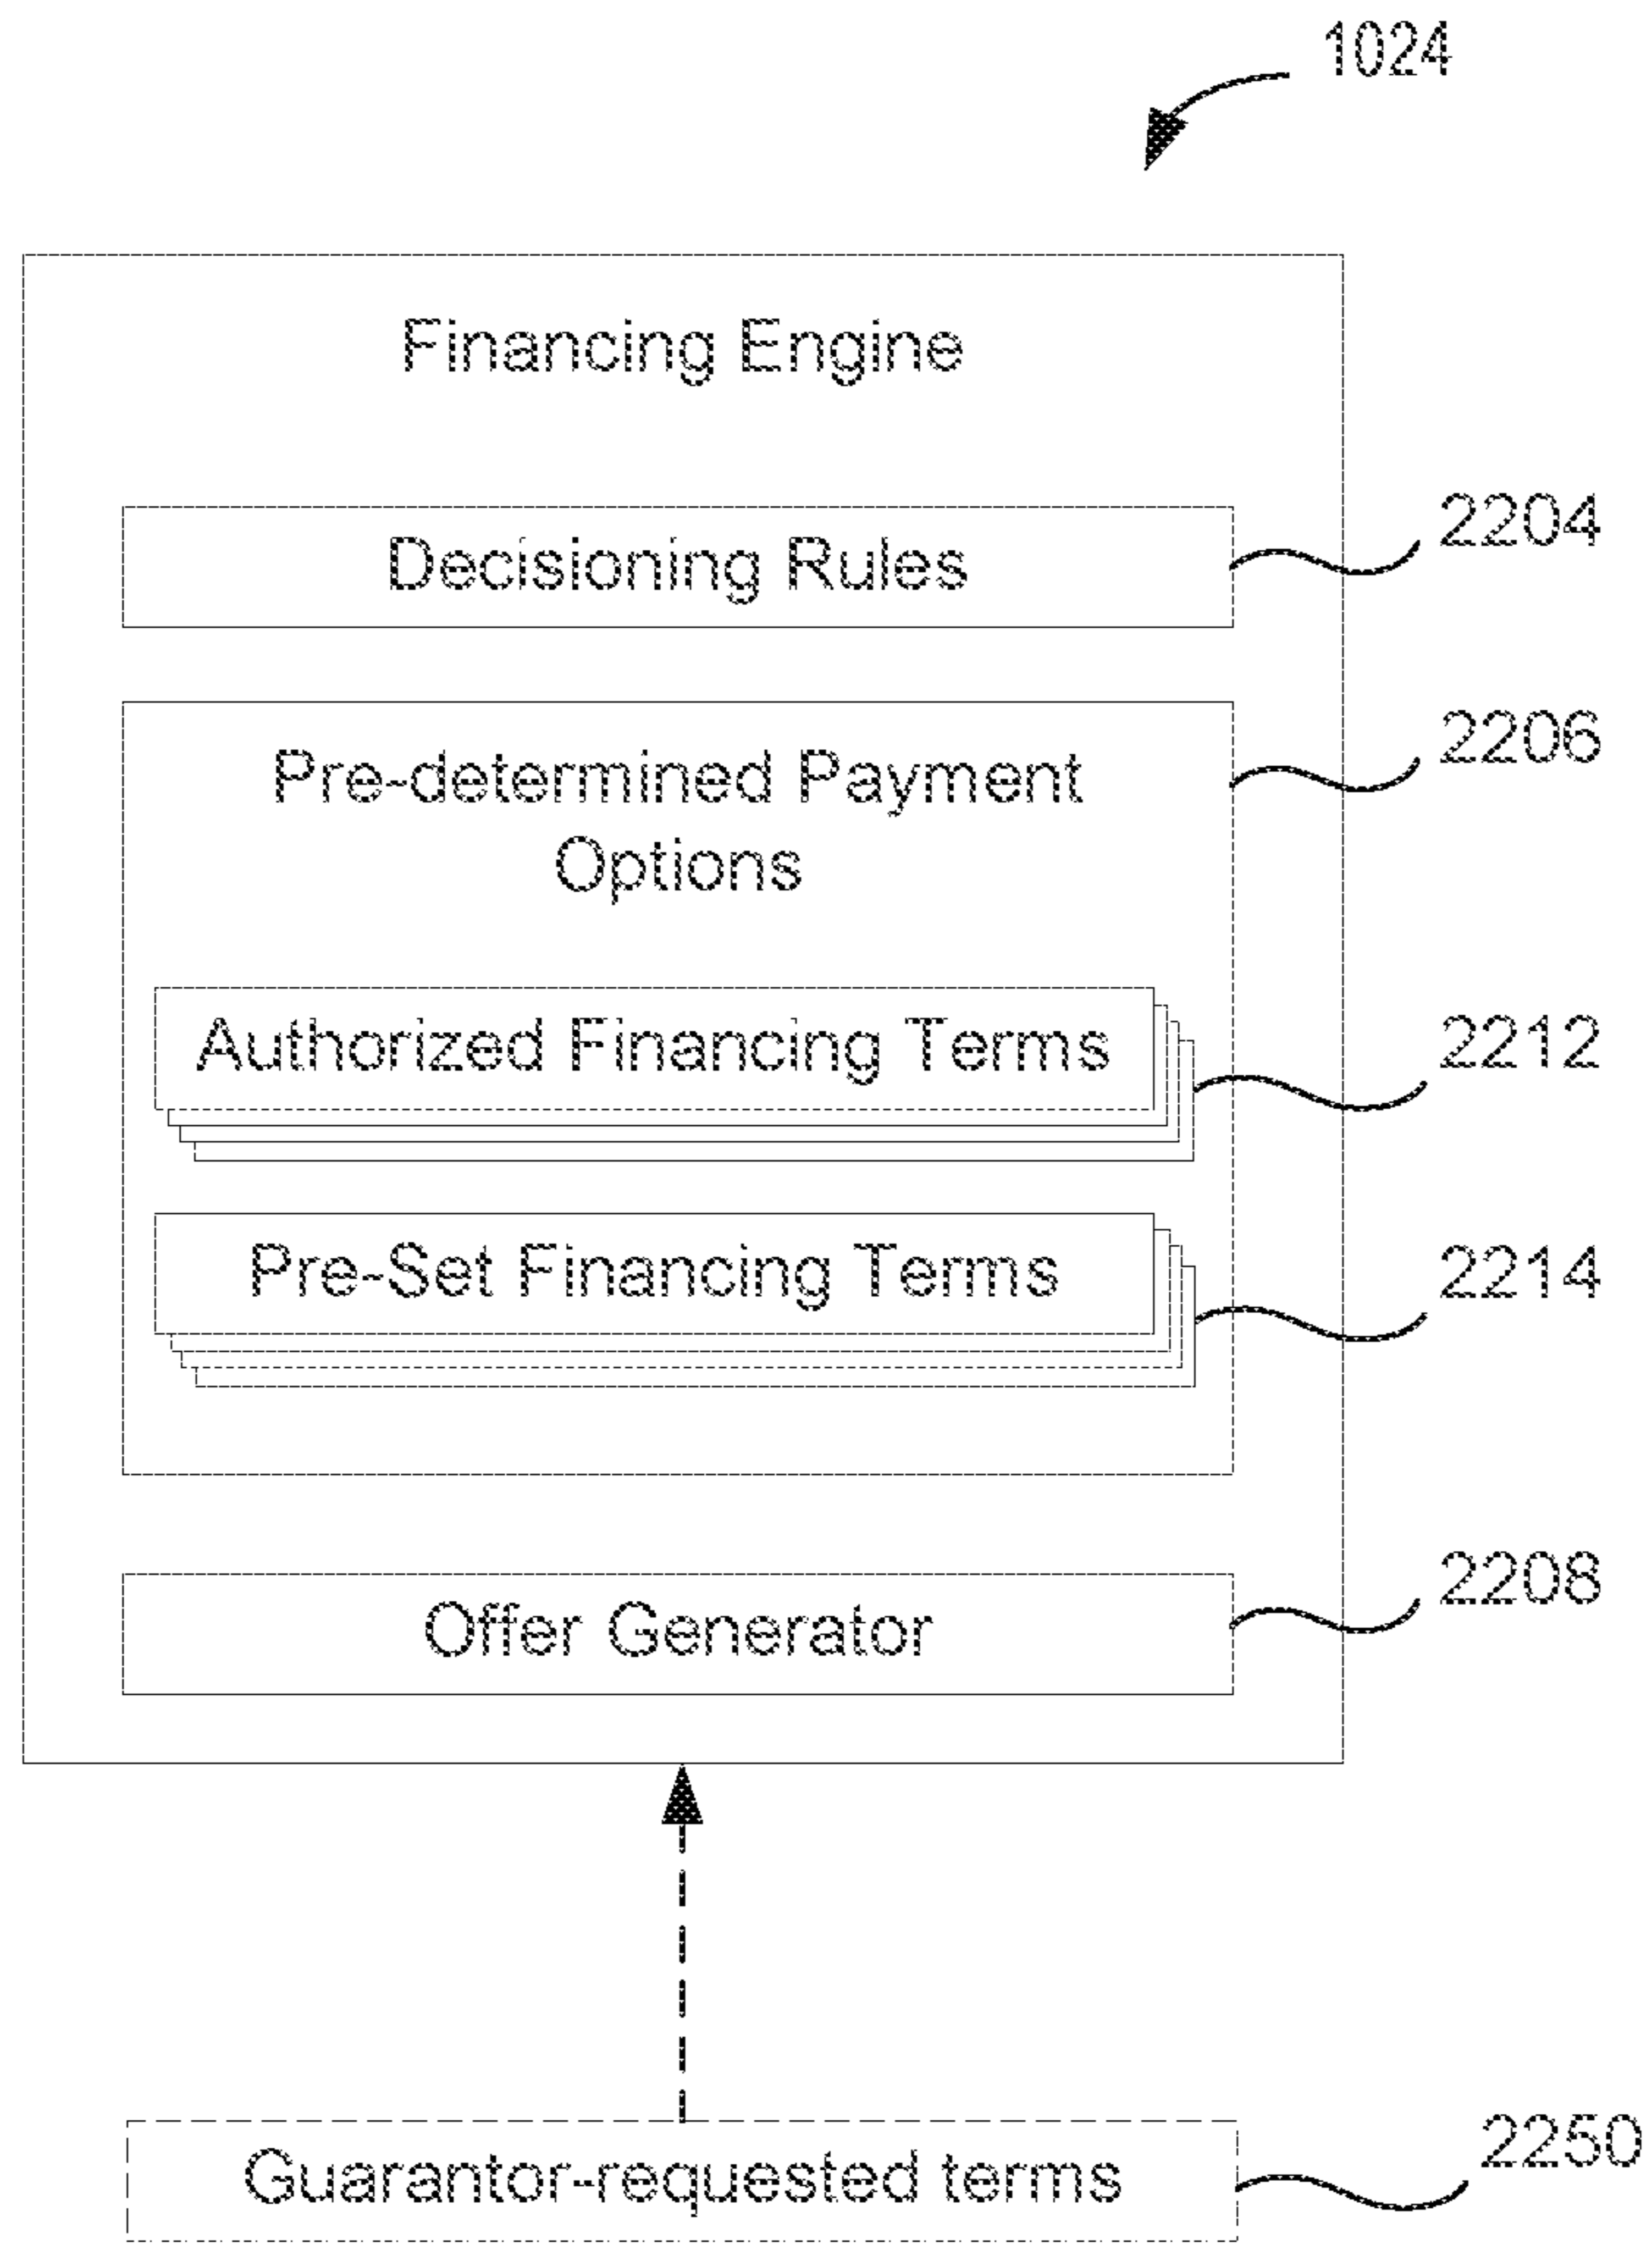 1024
Financing Engine
Decisioning Rules
2204
Pre-determined Payment
Options
2206
Authorized Financing Terms
2212
Pre-Set Financing Terms
2214
Offer Generator
2208
Guarantor-requested terms
2250